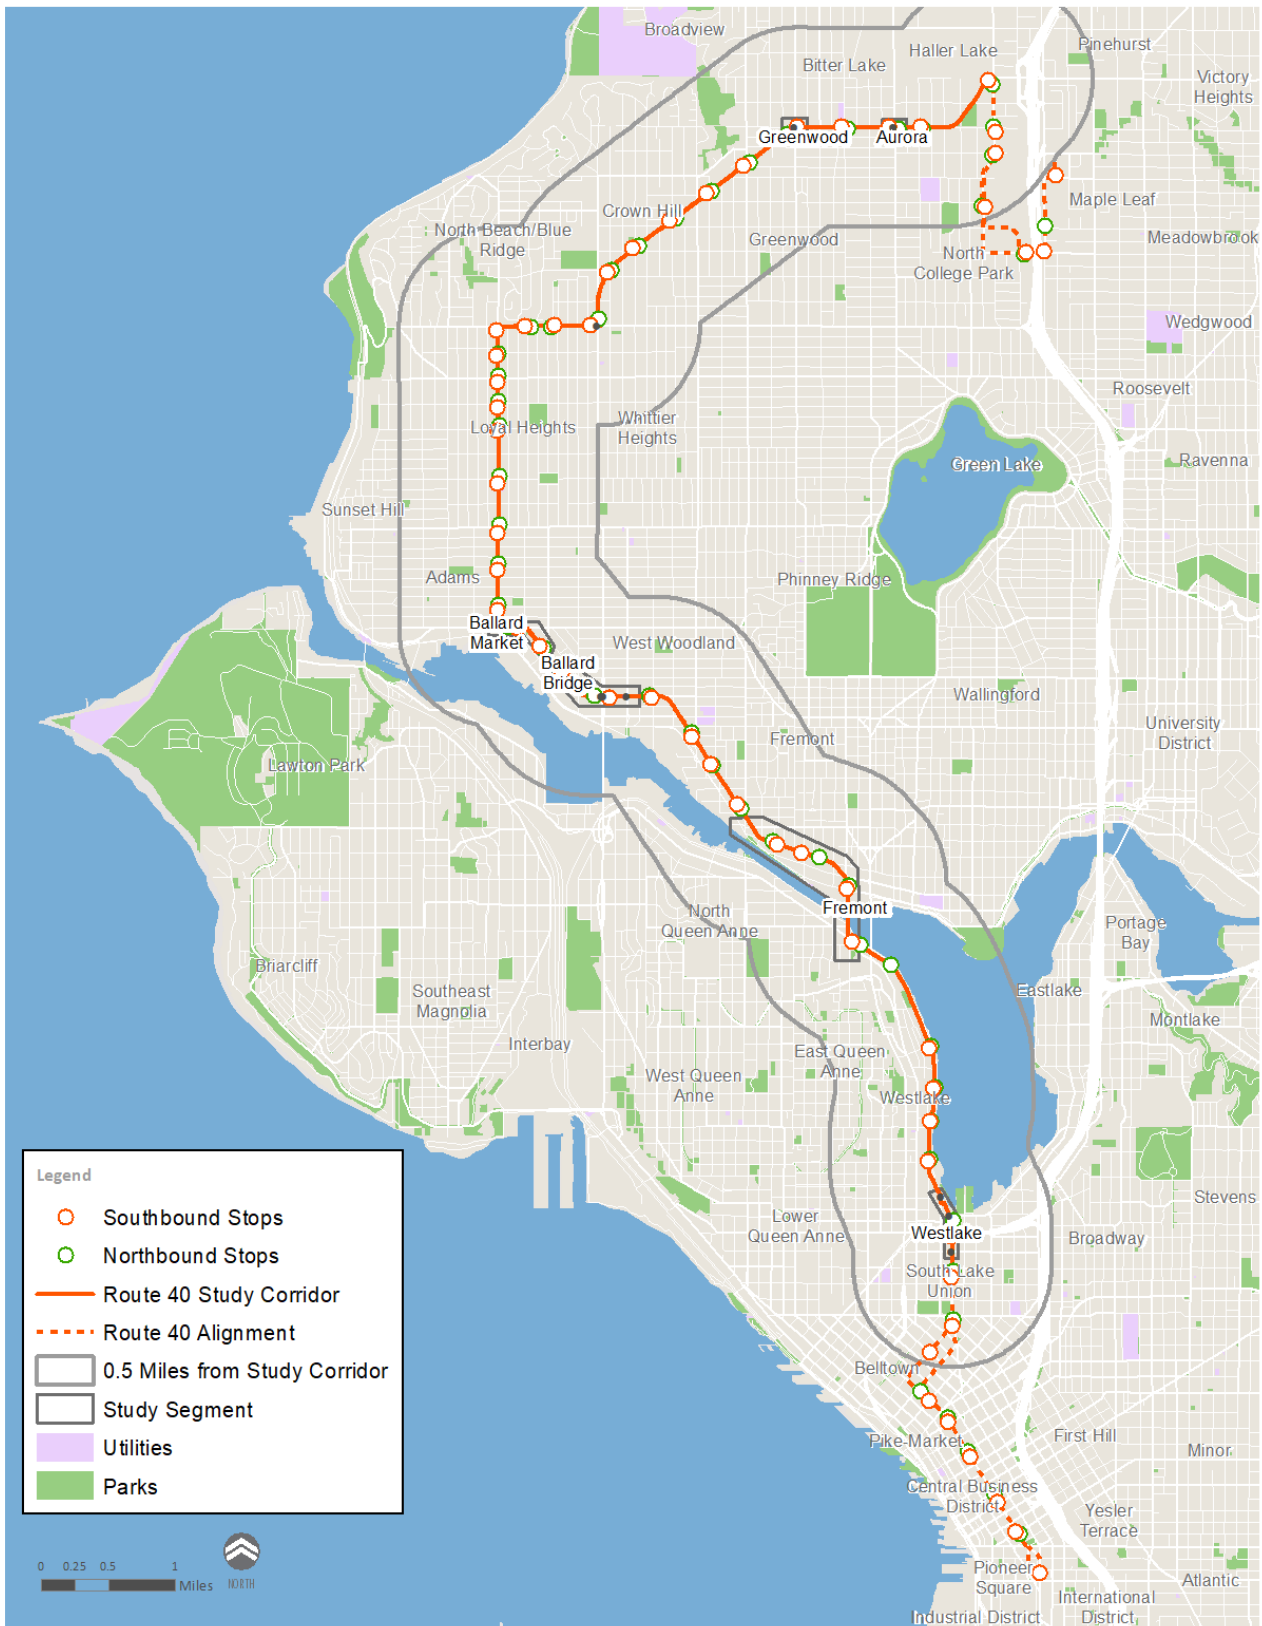 Broadview
Haller Lake
Pinehurst
Bitter Lake
Victory
Heights
Greenwood
Aurora
Maple Leaf
Crown Hill
North Beach/Blue
Ridge
Greenwood
Meadowbrook
North
College Park
Wedgwood
Roosevelt
Loyal Heights
Whittier
Heights
Green Lake
Ravenna
Sunset Hill
Adams
Phinney Ridge
Ballard
Market
West Woodland
Ballard
Bridge
Wallingford
University
District
Fremont
Lawton Park
Fremont
North
Queen Anne
Portage
Bay
Briarcliff
Southeast
Magnolia
Eastlake
Montlake
Interbay
East Queen
Anne
West Queen
Anne
Westlake
Stevens
Lower
Queen Anne
Westlake
Broadway
South Lake
Union
Belltown
First Hill
Pike-Market
Minor
Central Business
District
Yesler
Terrace
Pioneer
Square
Atlantic
International
District
Industrial District
Legend
Southbound Stops
Northbound Stops
Route 40 Study Corridor
Route 40 Alignment
0.5 Miles from Study Corridor
Study Segment
Utilities
Parks
0 0.25 0.5 1
Miles
NORTH